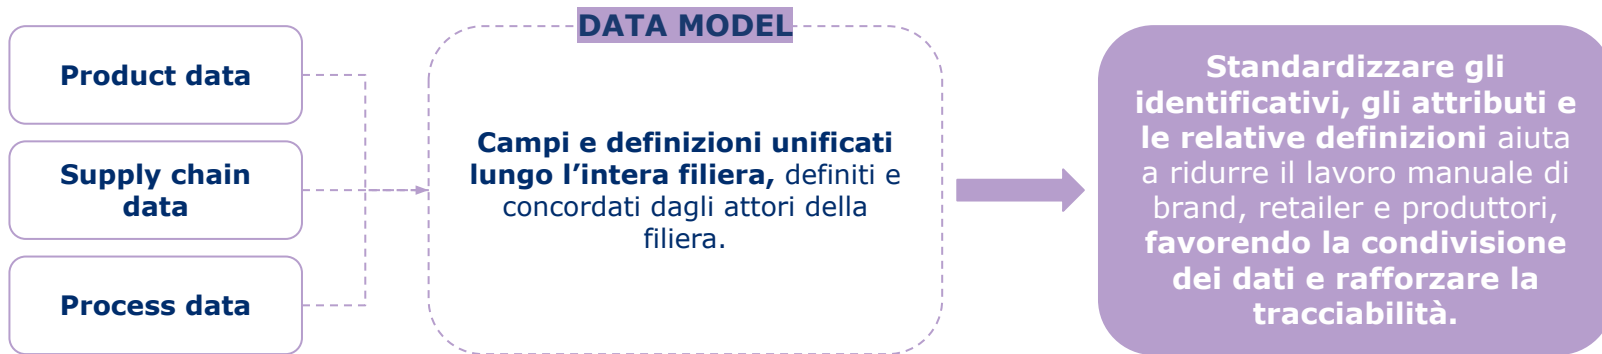 Product data
Supply chain
data
Process data
DATA MODEL
Campi e definizioni unificati
lungo l’intera filiera, definiti e
concordati dagli attori della
filiera.
Standardizzare gli
identificativi, gli attributi e
le relative definizioni aiuta
a ridurre il lavoro manuale di
brand, retailer e produttori,
favorendo la condivisione
dei dati e rafforzare la
tracciabilità.